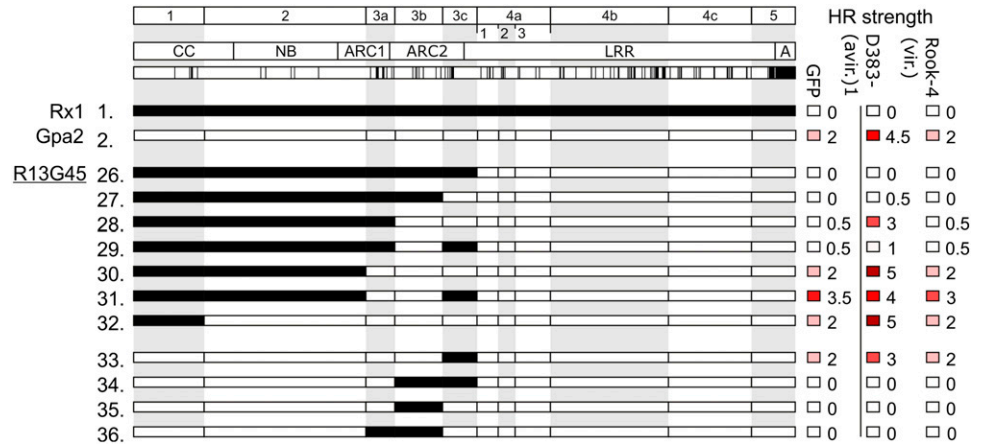 1 2 3a 3b 3c 4a 4b 4c 5 HR strength
1 2 3
CC NB ARC1 ARC2 LRR A
GFP (avir.)1 D383- (vir.) Rook-4
Rx1 1. 0 0 0
Gpa2 2. 2 4.5 2
R13G45 26. 0 0 0
27. 0 0.5 0
28. 0.5 3 0.5
29. 0.5 1 0.5
30. 2 5 2
31. 3.5 4 3
32. 2 5 2
33. 2 3 2
34. 0 0 0
35. 0 0 0
36. 0 0 0